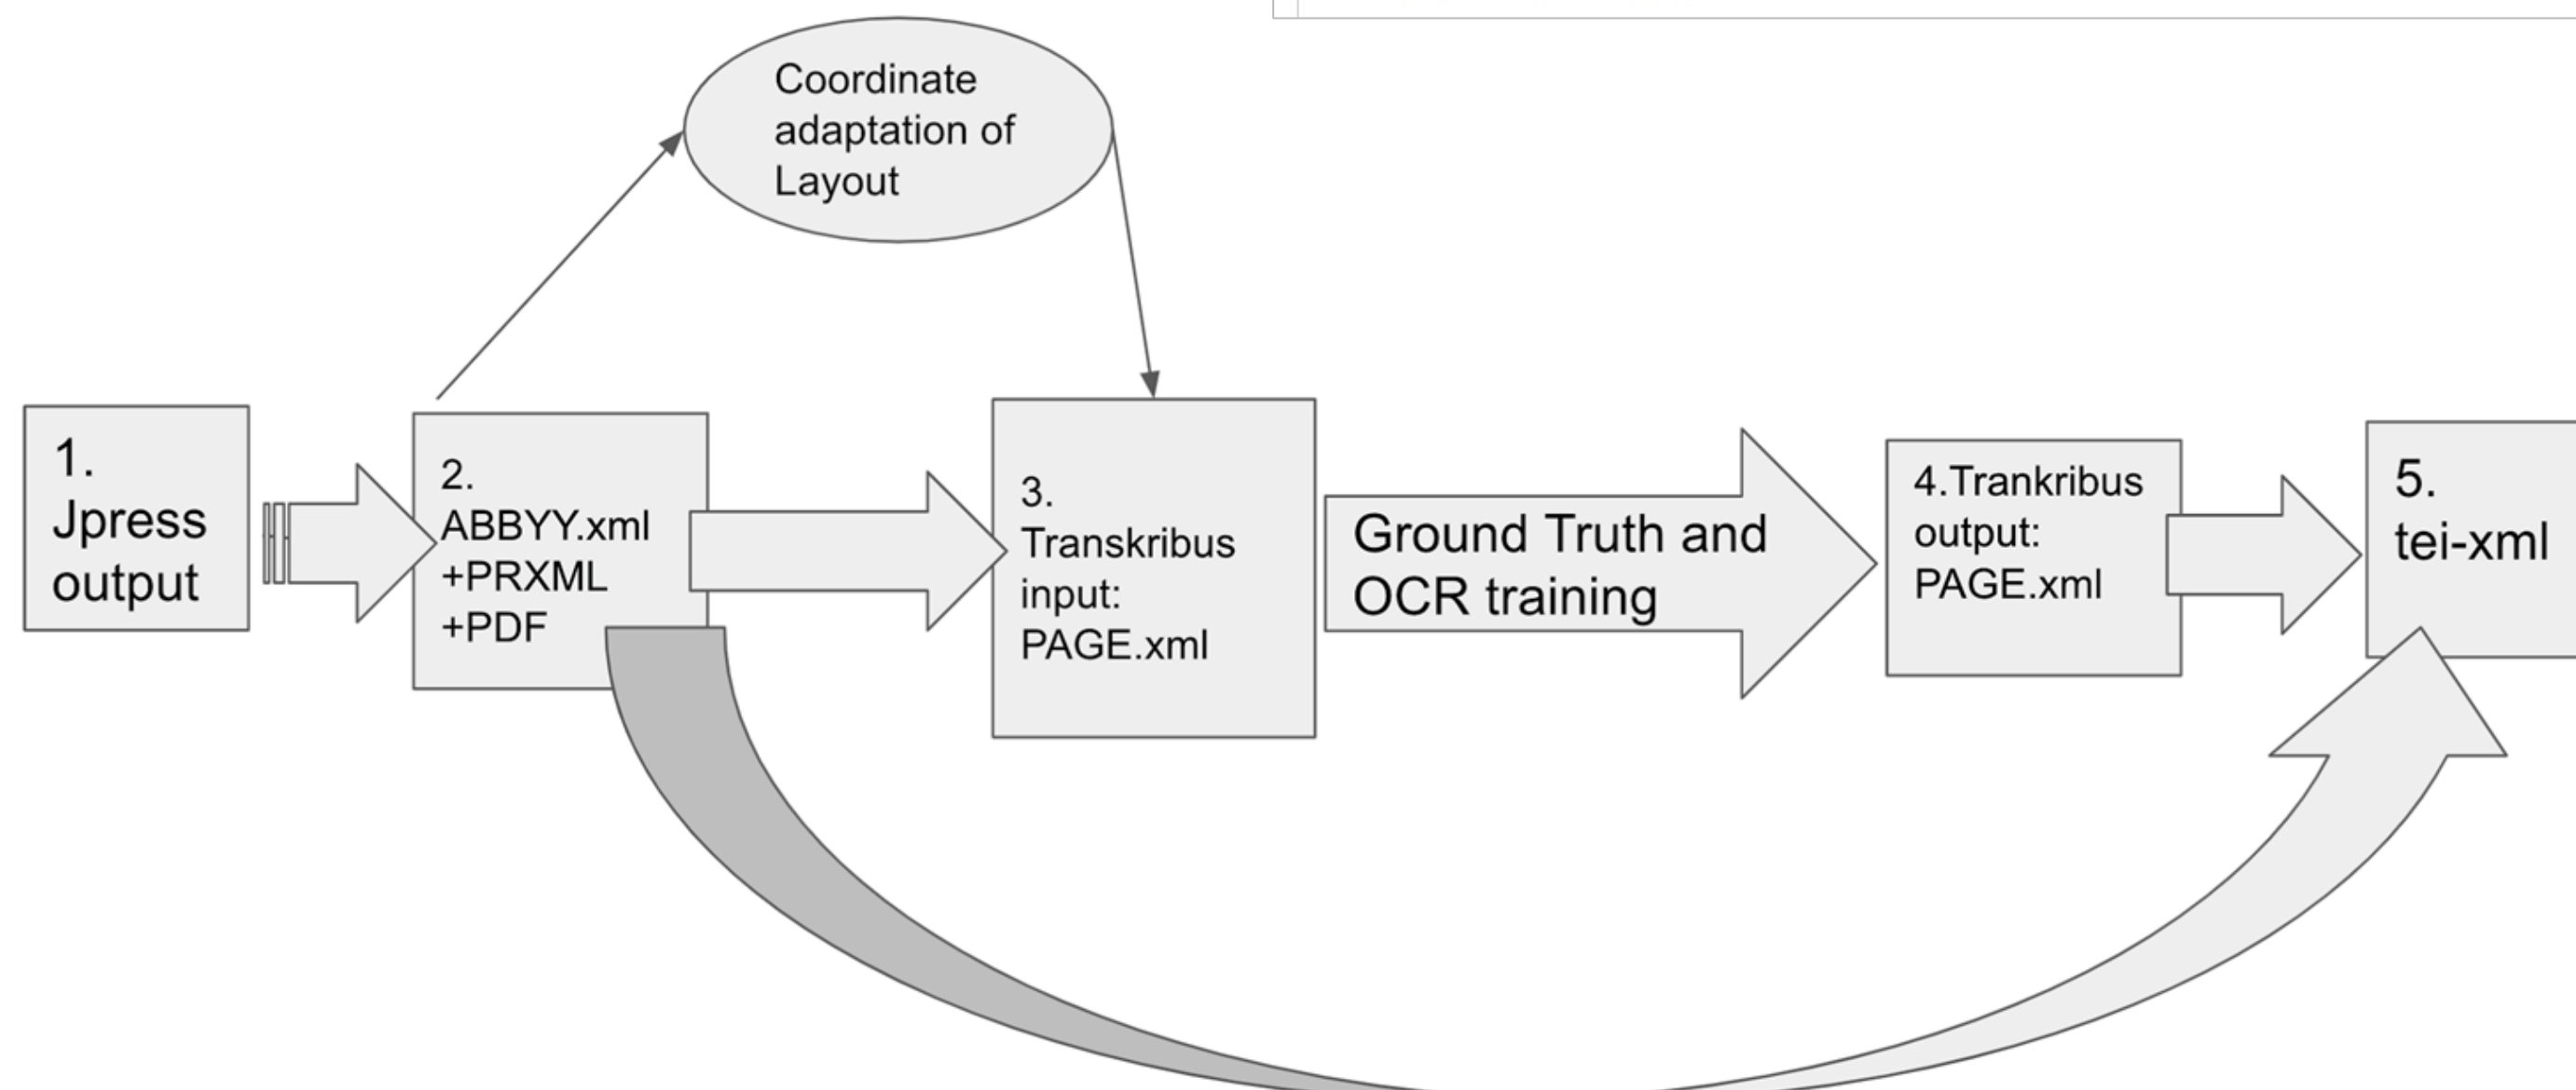 Coordinate
adaptation of
Layout
1.
Jpress
output
2.
ABBYY.xml
+PRXML
+PDF
3.
Transkribus
input:
PAGE.xml
Ground Truth and
OCR training
4.Trankribus
output:
PAGE.xml
5.
tei-xml